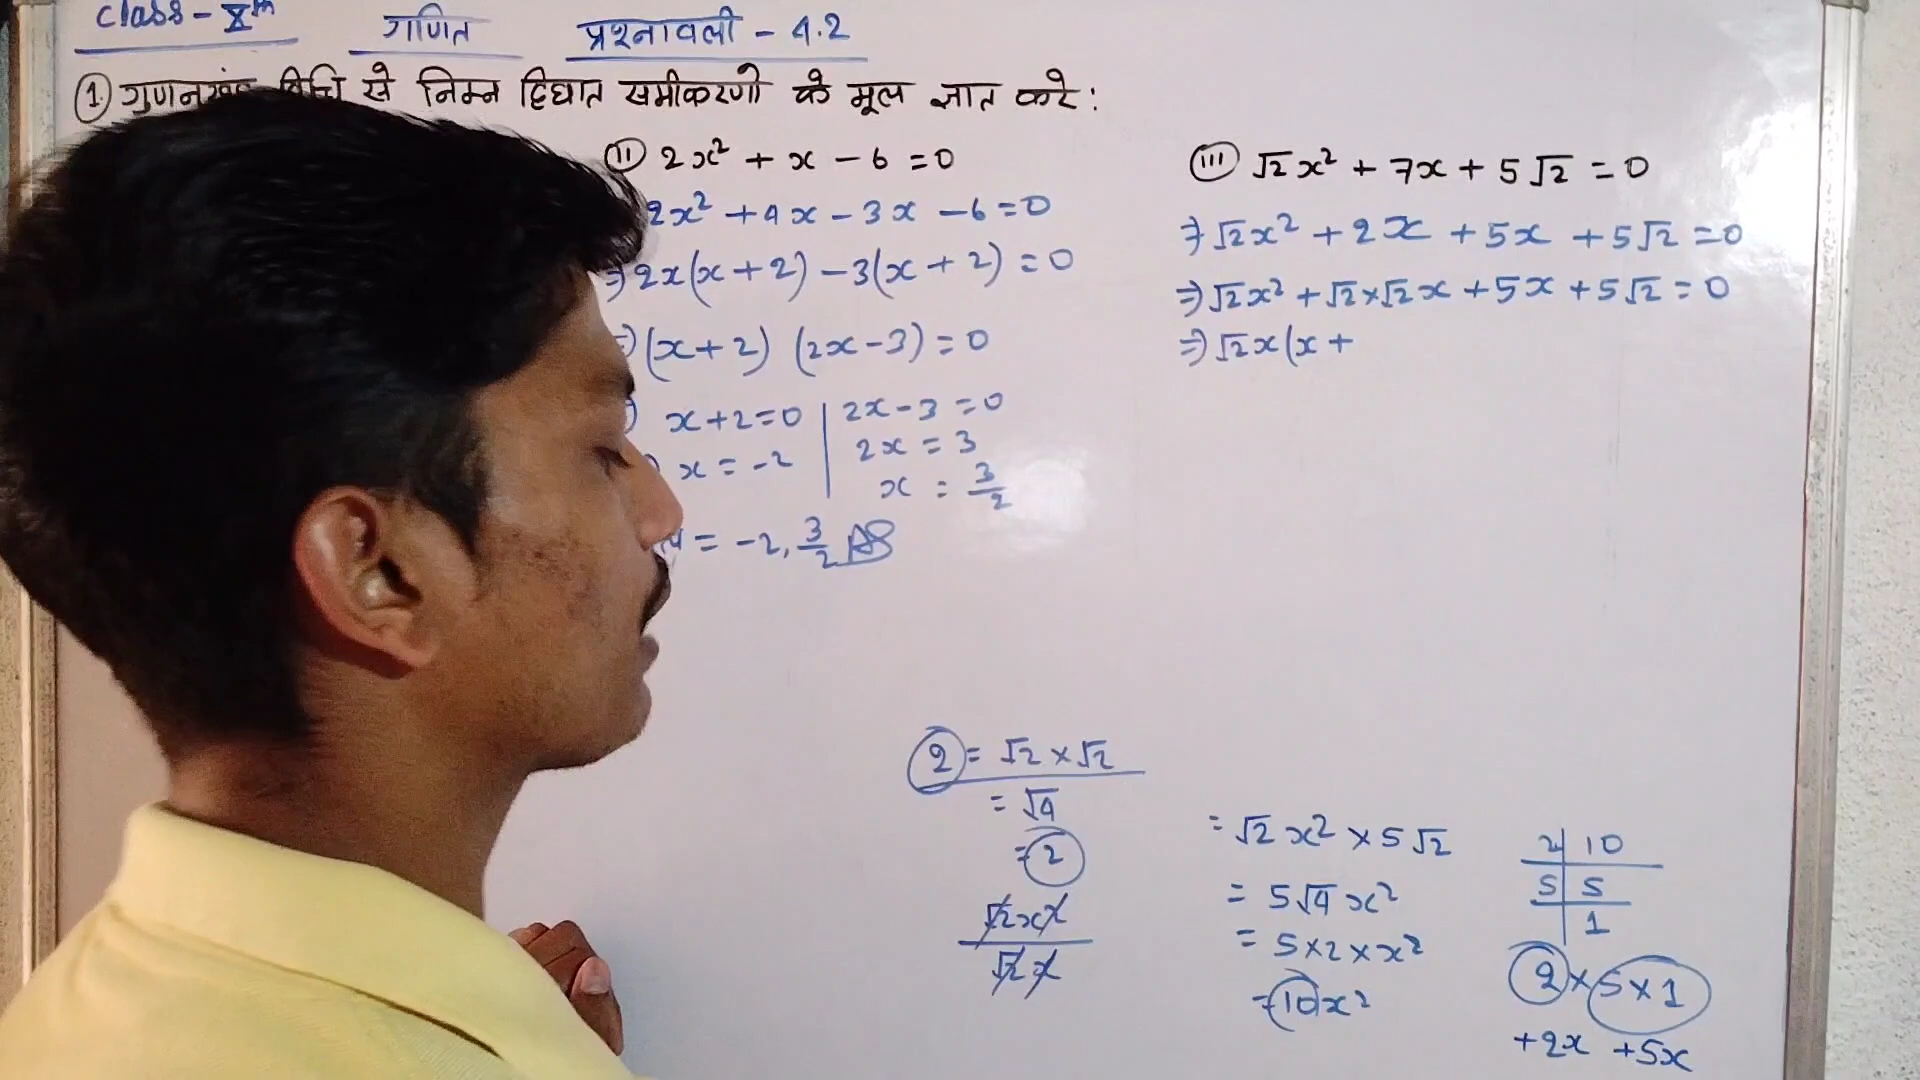 Class - Xth गणित प्रश्नावली - 4.2
① गुणनखंड विधि से निम्न द्विघात समीकरणो के मूल ज्ञात करे :
(ii) 2x² + x - 6 = 0
2x² + 4x - 3x - 6 = 0
⇒ 2x(x + 2) - 3(x + 2) = 0
⇒ (x + 2) (2x - 3) = 0
x + 2 = 0 | 2x - 3 = 0
x = -2 | 2x = 3
x = 3/2
= -2, 3/2
(iii) √2x² + 7x + 5√2 = 0
⇒ √2x² + 2x + 5x + 5√2 = 0
⇒ √2x² + √2×√2x + 5x + 5√2 = 0
⇒ √2x(x +
2 = √2 × √2
= √4
= 2
√2x²
√2x
= √2x² × 5√2
= 5√4x²
= 5×2×x²
= 10x²
2 | 10
5 | 5
| 1
2 × 5 × 1
+2x +5x